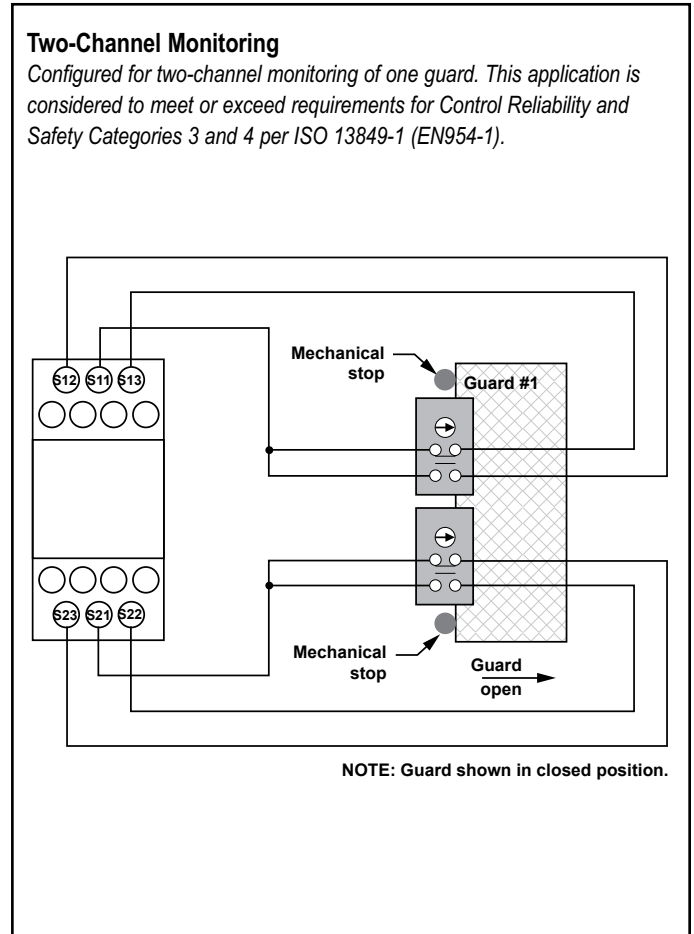 Two-Channel Monitoring
Configured for two-channel monitoring of one guard. This application is
considered to meet or exceed requirements for Control Reliability and
Safety Categories 3 and 4 per ISO 13849-1 (EN954-1).
Mechanical
stop
Guard #1
S12 S11 S13
S23 S21 S22
Mechanical
stop
Guard
open
NOTE: Guard shown in closed position.